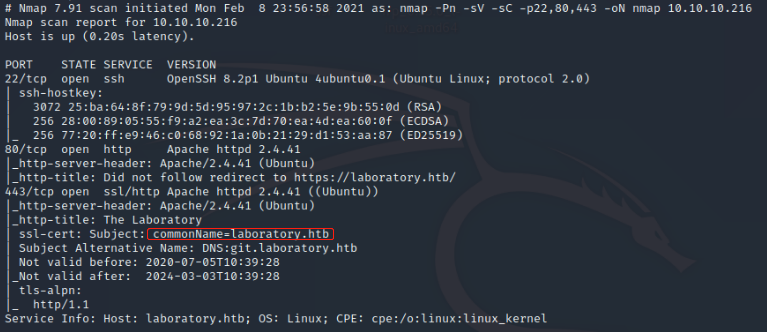 # Nmap 7.91 scan initiated Mon Feb  8 23:56:58 2021 as: nmap -Pn -sV -sC -p22,80,443 -oN nmap 10.10.10.216
Nmap scan report for 10.10.10.216
Host is up (0.20s latency).

PORT    STATE SERVICE  VERSION
22/tcp  open  ssh      OpenSSH 8.2p1 Ubuntu 4ubuntu0.1 (Ubuntu Linux; protocol 2.0)
| ssh-hostkey:
|   3072 25:ba:64:8f:79:9d:5d:95:97:2c:1b:b2:5e:9b:55:0d (RSA)
|   256 28:00:89:05:55:f9:a2:ea:3c:7d:70:ea:4d:ea:60:0f (ECDSA)
|_  256 77:20:ff:e9:46:c0:68:92:1a:0b:21:29:d1:53:aa:87 (ED25519)
80/tcp  open  http     Apache httpd 2.4.41
|_http-server-header: Apache/2.4.41 (Ubuntu)
|_http-title: Did not follow redirect to https://laboratory.htb/
443/tcp open  ssl/http Apache httpd 2.4.41 ((Ubuntu))
|_http-server-header: Apache/2.4.41 (Ubuntu)
|_http-title: The Laboratory
| ssl-cert: Subject: commonName=laboratory.htb
| Subject Alternative Name: DNS:git.laboratory.htb
| Not valid before: 2020-07-05T10:39:28
|_Not valid after:  2024-03-03T10:39:28
| tls-alpn:
|_  http/1.1
Service Info: Host: laboratory.htb; OS: Linux; CPE: cpe:/o:linux:linux_kernel